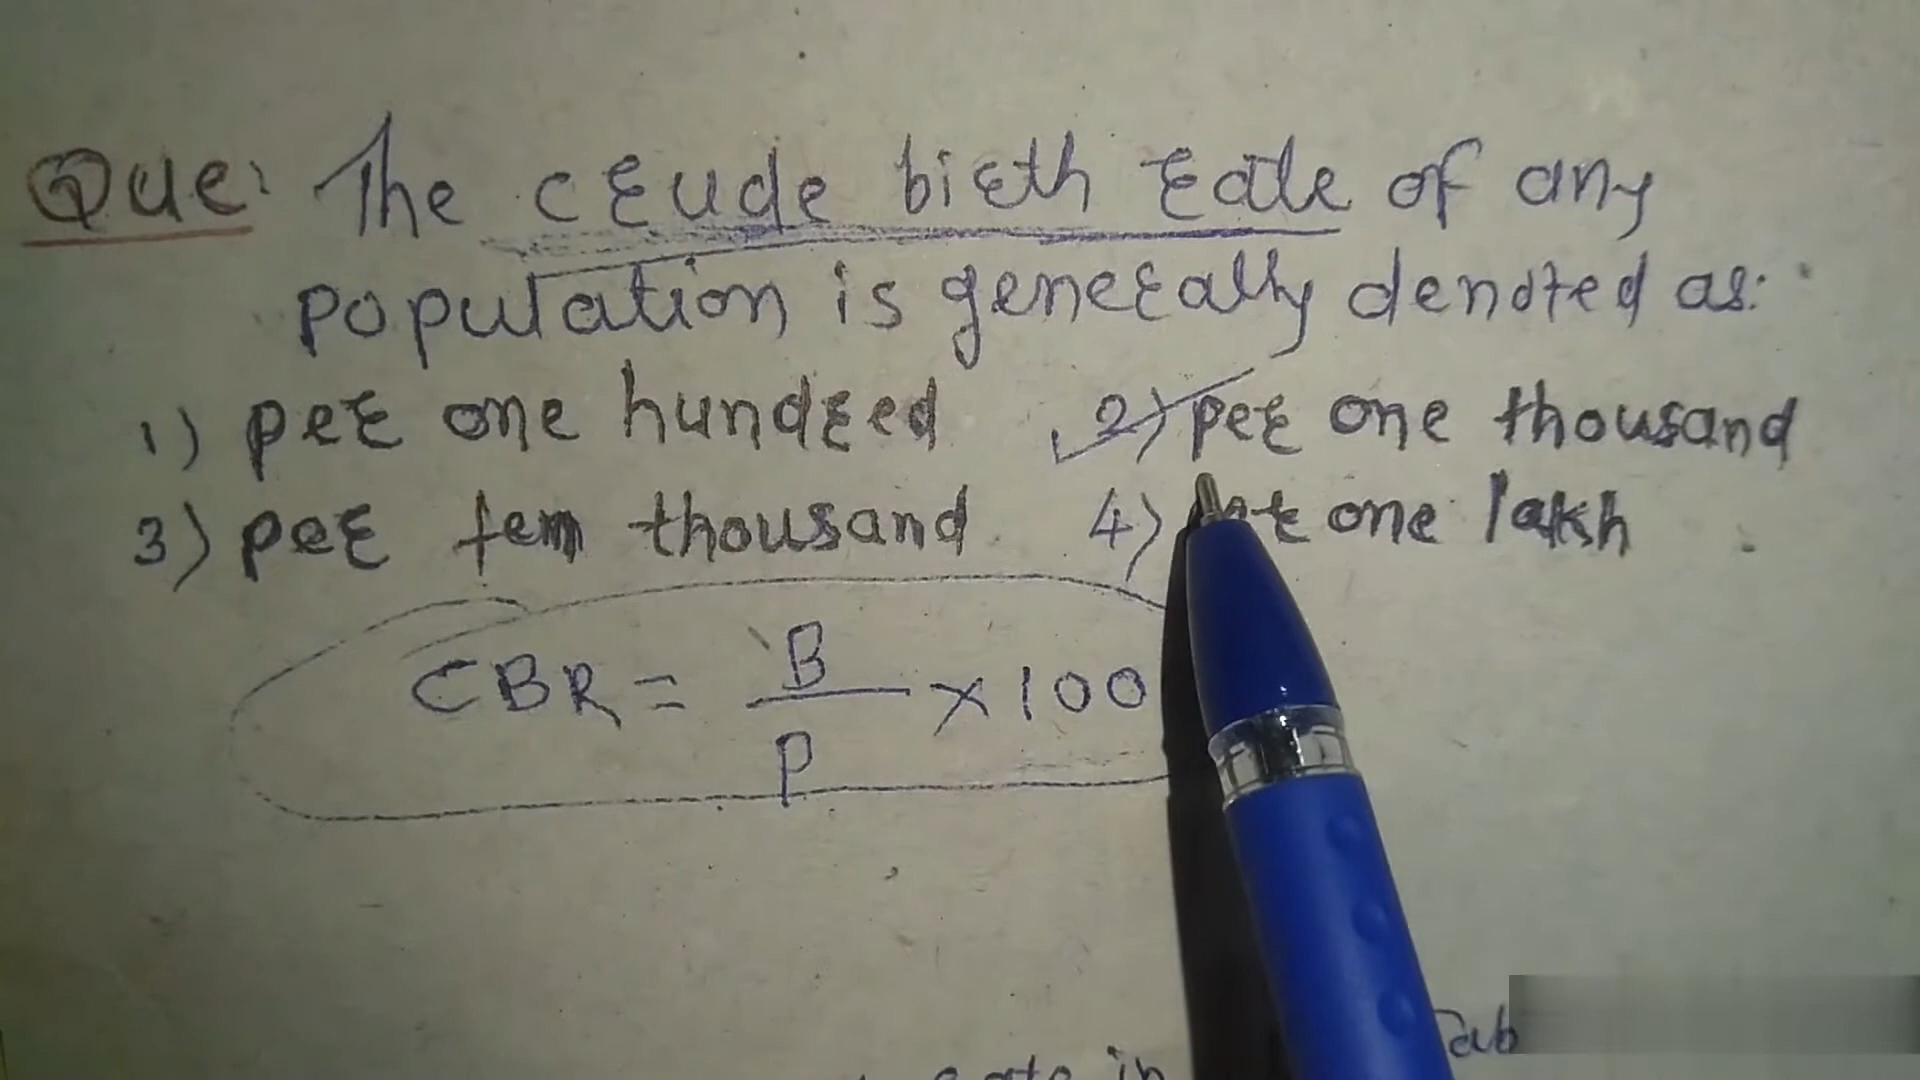 Que: The crude birth rate of any
population is generally denoted as:
1) per one hundred 2) per one thousand
3) per ten thousand 4) one lakh
CBR = B/P × 100
in